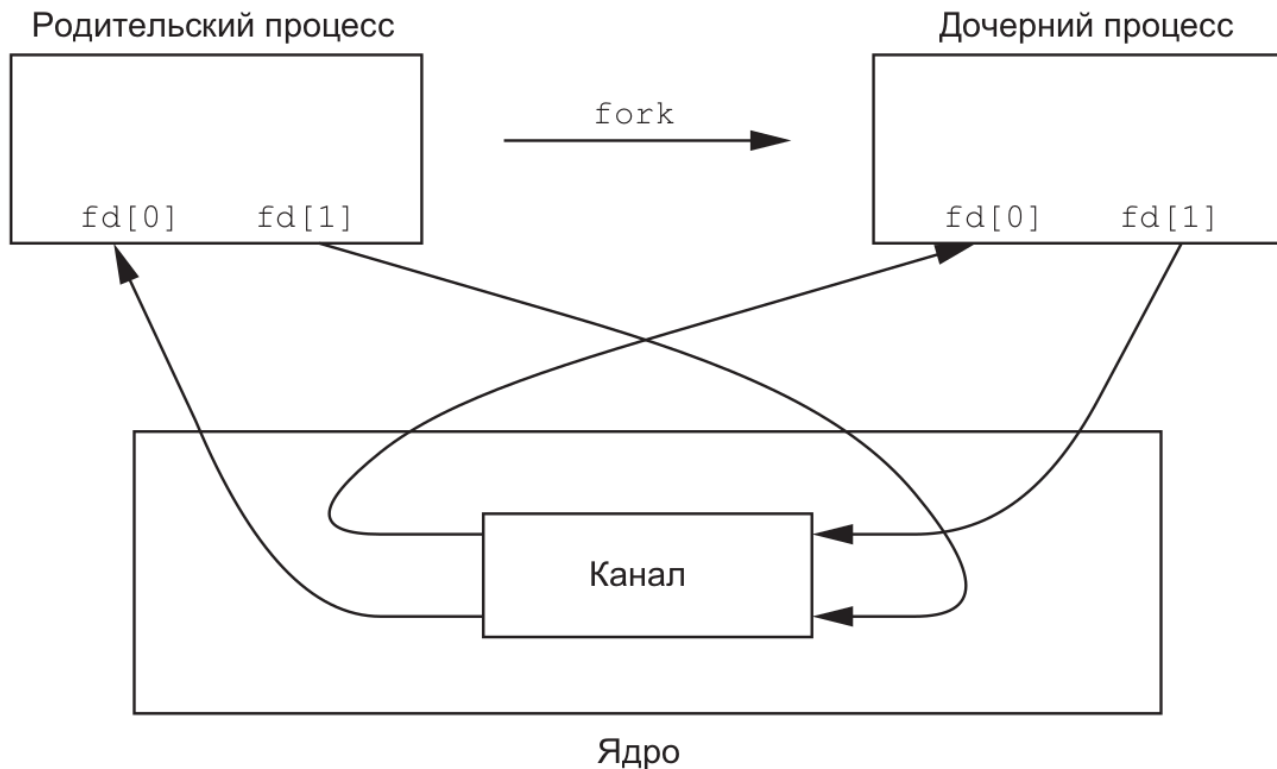 Родительский процесс
Дочерний процесс
fork
fd[0]
fd[1]
fd[0]
fd[1]
Канал
Ядро